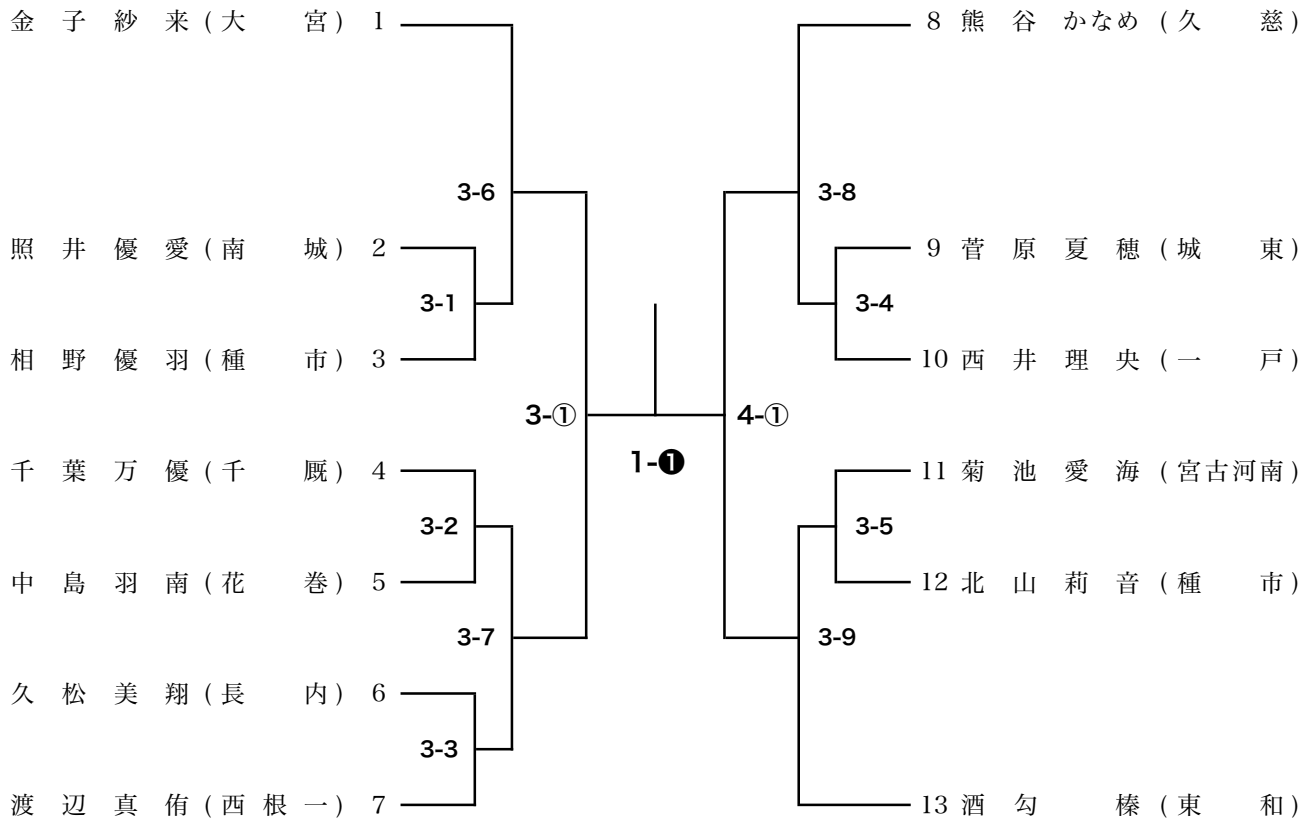 金子紗来(大宮) 1
8 熊谷かなめ(久慈)
3-6
3-8
照井優愛(南城) 2
9 菅原夏穂(城東)
3-1
3-4
相野優羽(種市) 3
10 西井理央(一戸)
3-①
4-①
1-❶
千葉万優(千厩) 4
11 菊池愛海(宮古河南)
3-2
3-5
中島羽南(花巻) 5
12 北山莉音(種市)
3-7
3-9
久松美翔(長内) 6
3-3
渡辺真侑(西根一) 7
13 酒勾榛(東和)